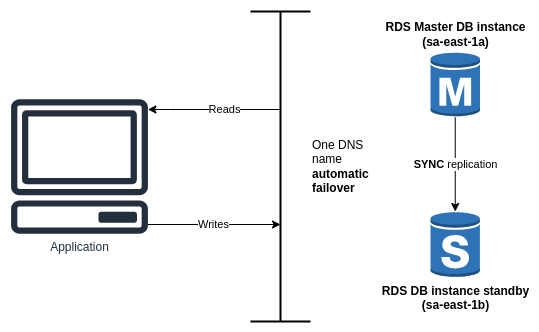 RDS Master DB instance
(sa-east-1a)
M
Reads
One DNS
name
automatic
failover
SYNC replication
Writes
Application
S
RDS DB instance standby
(sa-east-1b)